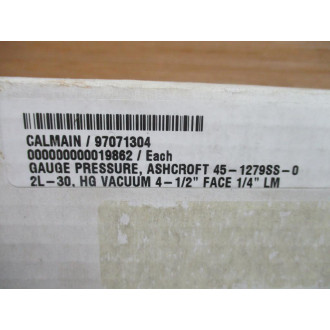 CALMAIN / 97071304
000000000019862 / Each
GAUGE PRESSURE, ASHCROFT 45-1279SS-0
2L-30, HG VACUUM 4-1/2" FACE 1/4" LM